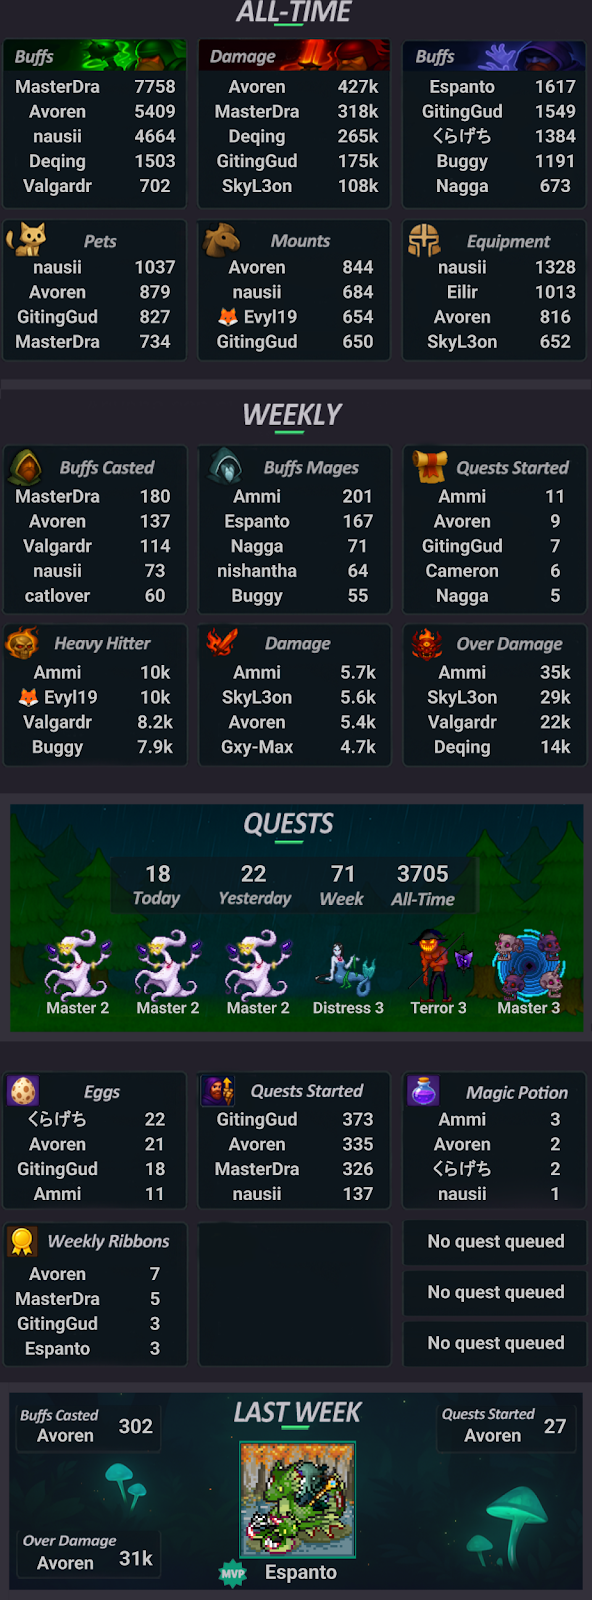 ALL-TIME
Buffs
MasterDra 7758
Avoren 5409
nausii 4664
Deqing 1503
Valgardr 702
Damage
Avoren 427k
MasterDra 318k
Deqing 265k
GitingGud 175k
SkyL3on 108k
Buffs
Espanto 1617
GitingGud 1549
くらげち 1384
Buggy 1191
Nagga 673
Pets
nausii 1037
Avoren 879
GitingGud 827
MasterDra 734
Mounts
Avoren 844
nausii 684
🦊 Evyl19 654
GitingGud 650
Equipment
nausii 1328
Eilir 1013
Avoren 816
SkyL3on 652
WEEKLY
Buffs Casted
MasterDra 180
Avoren 137
Valgardr 114
nausii 73
catlover 60
Buffs Mages
Ammi 201
Espanto 167
Nagga 71
nishantha 64
Buggy 55
Quests Started
Ammi 11
Avoren 9
GitingGud 7
Cameron 6
Nagga 5
Heavy Hitter
Ammi 10k
🦊 Evyl19 10k
Valgardr 8.2k
Buggy 7.9k
Damage
Ammi 5.7k
SkyL3on 5.6k
Avoren 5.4k
Gxy-Max 4.7k
Over Damage
Ammi 35k
SkyL3on 29k
Valgardr 22k
Deqing 14k
QUESTS
18 22 71 3705
Today Yesterday Week All-Time
Master 2 Master 2 Master 2 Distress 3 Terror 3 Master 3
Eggs
くらげち 22
Avoren 21
GitingGud 18
Ammi 11
Quests Started
GitingGud 373
Avoren 335
MasterDra 326
nausii 137
Magic Potion
Ammi 3
Avoren 2
くらげち 2
nausii 1
Weekly Ribbons
Avoren 7
MasterDra 5
GitingGud 3
Espanto 3
No quest queued
No quest queued
No quest queued
LAST WEEK
Buffs Casted
Avoren 302
Quests Started
Avoren 27
Over Damage
Avoren 31k
MVP Espanto